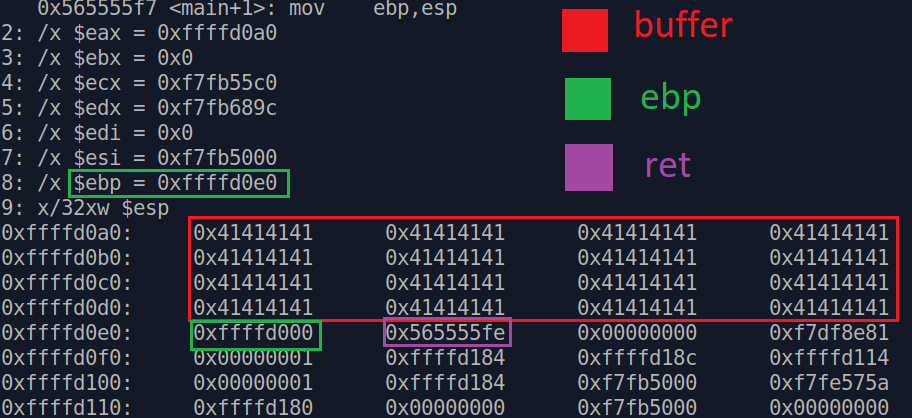 0x565555f7 <main+1>: mov ebp,esp
2: /x $eax = 0xffffd0a0
3: /x $ebx = 0x0
4: /x $ecx = 0xf7fb55c0
5: /x $edx = 0xf7fb689c
6: /x $edi = 0x0
7: /x $esi = 0xf7fb5000
8: /x $ebp = 0xffffd0e0
9: x/32xw $esp
buffer
ebp
ret
0xffffd0a0: 0x41414141 0x41414141 0x41414141 0x41414141
0xffffd0b0: 0x41414141 0x41414141 0x41414141 0x41414141
0xffffd0c0: 0x41414141 0x41414141 0x41414141 0x41414141
0xffffd0d0: 0x41414141 0x41414141 0x41414141 0x41414141
0xffffd0e0: 0xffffd000 0x565555fe 0x00000000 0xf7df8e81
0xffffd0f0: 0x00000001 0xffffd184 0xffffd18c 0xffffd114
0xffffd100: 0x00000001 0xffffd184 0xf7fb5000 0xf7fe575a
0xffffd110: 0xffffd180 0x00000000 0xf7fb5000 0x00000000